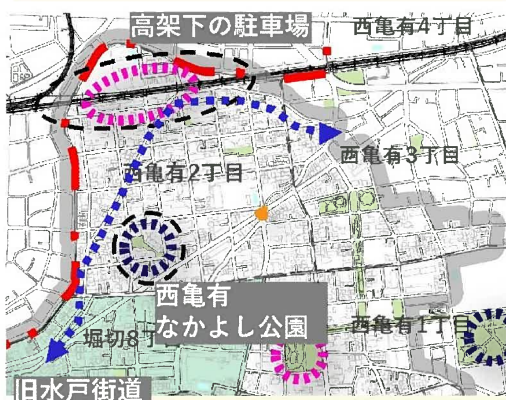 高架下の駐車場
西亀有4丁目
西亀有3丁目
西亀有2丁目
西亀有
なかよし公園
堀切8丁
西亀有1丁目
旧水戸街道